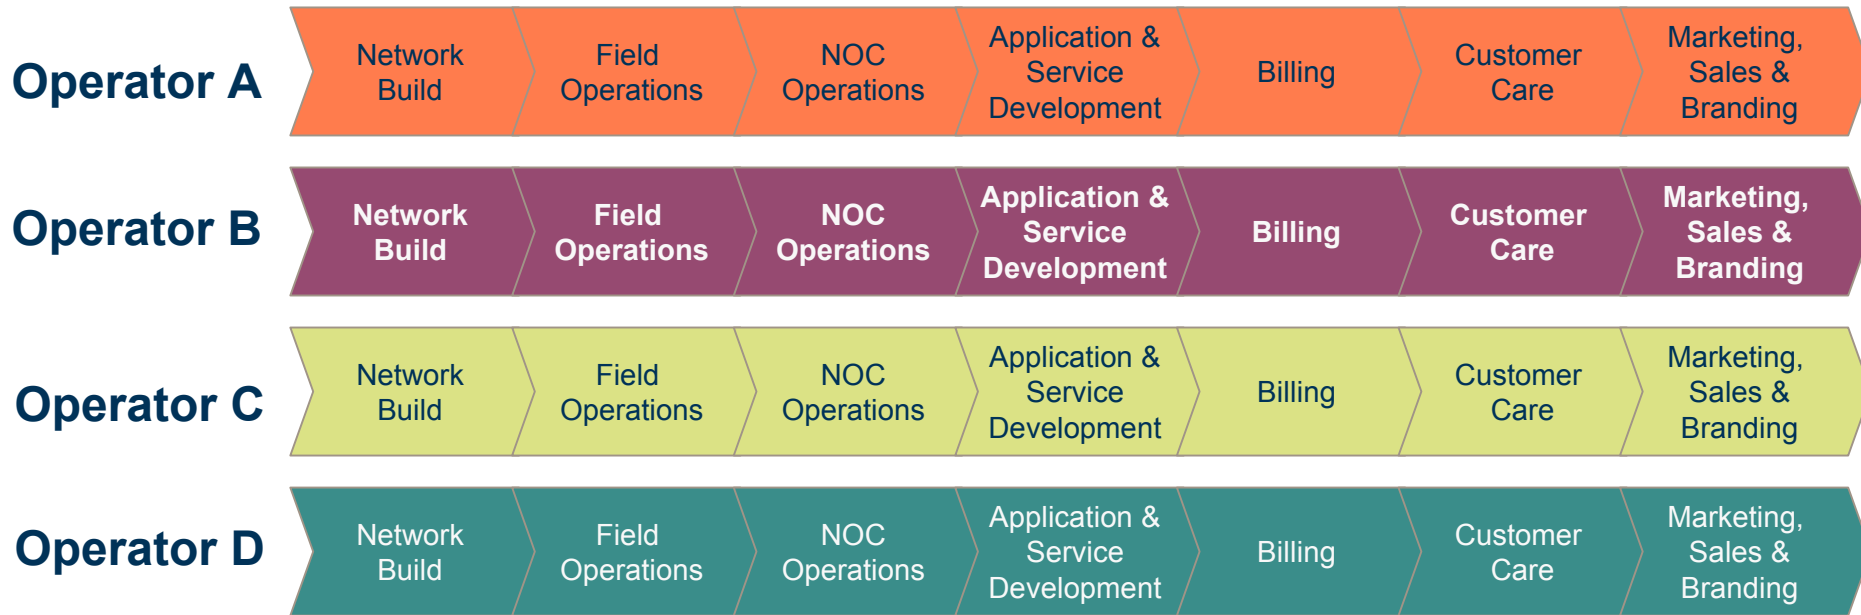 Operator A
Network
Build
Field
Operations
NOC
Operations
Application &
Service
Development
Billing
Customer
Care
Marketing,
Sales &
Branding
Operator B
Network
Build
Field
Operations
NOC
Operations
Application &
Service
Development
Billing
Customer
Care
Marketing,
Sales &
Branding
Operator C
Network
Build
Field
Operations
NOC
Operations
Application &
Service
Development
Billing
Customer
Care
Marketing,
Sales &
Branding
Operator D
Network
Build
Field
Operations
NOC
Operations
Application &
Service
Development
Billing
Customer
Care
Marketing,
Sales &
Branding